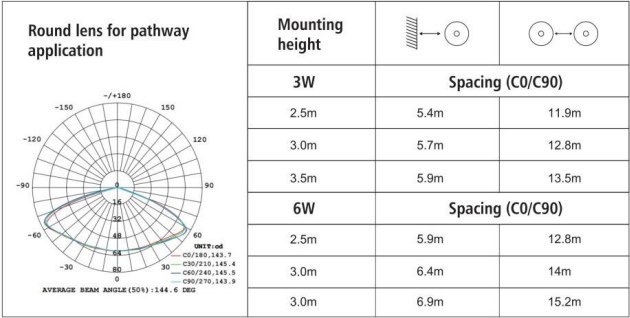 Round lens for pathway
application
Mounting
height
3W
Spacing (C0/C90)
2.5m 5.4m 11.9m
3.0m 5.7m 12.8m
3.5m 5.9m 13.5m
6W
Spacing (C0/C90)
2.5m 5.9m 12.8m
3.0m 6.4m 14m
3.0m 6.9m 15.2m
-/+180
-150 150
-120 120
-90 0 90
16
32
-60 48 60
64
-30 80 30
0
UNIT:cd
C0/180,143.7
C30/210,145.4
C60/240,145.5
C90/270,143.9
AVERAGE BEAM ANGLE(50%):144.6 DEG